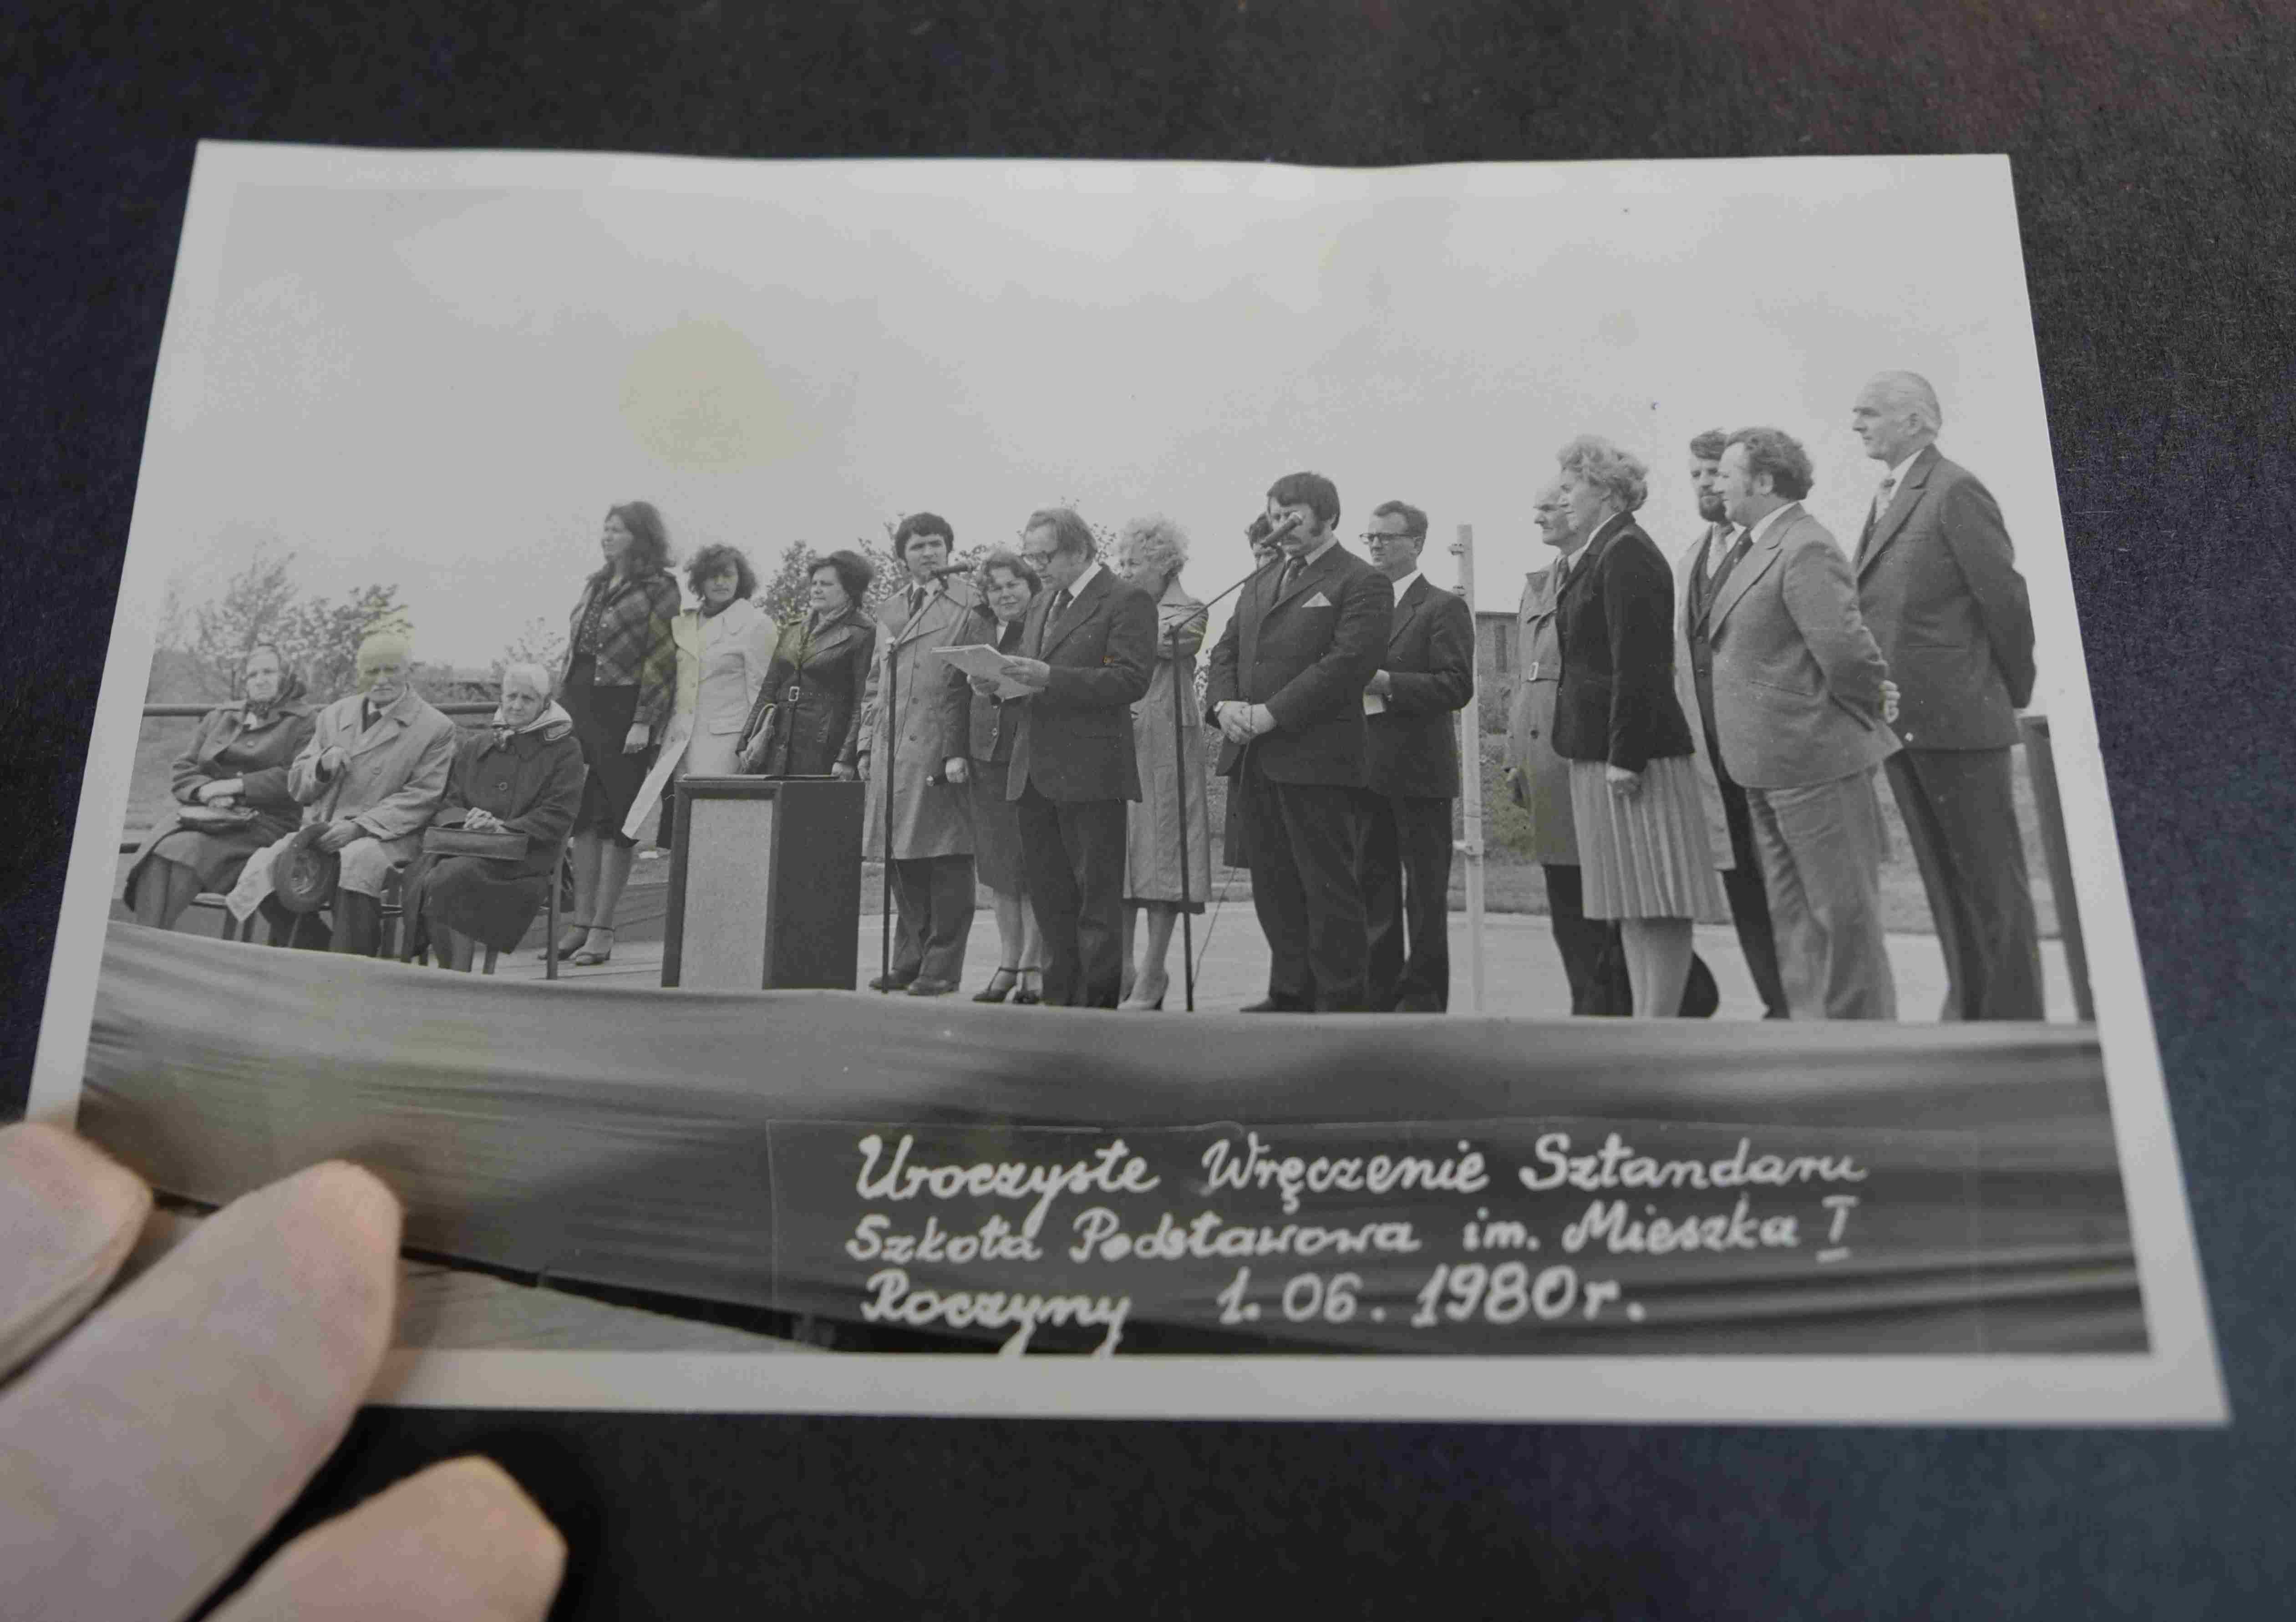 Uroczyste Wręczenie Sztandaru
Szkoła Podstawowa im. Mieszka I
Roczyny 1.06.1980r.